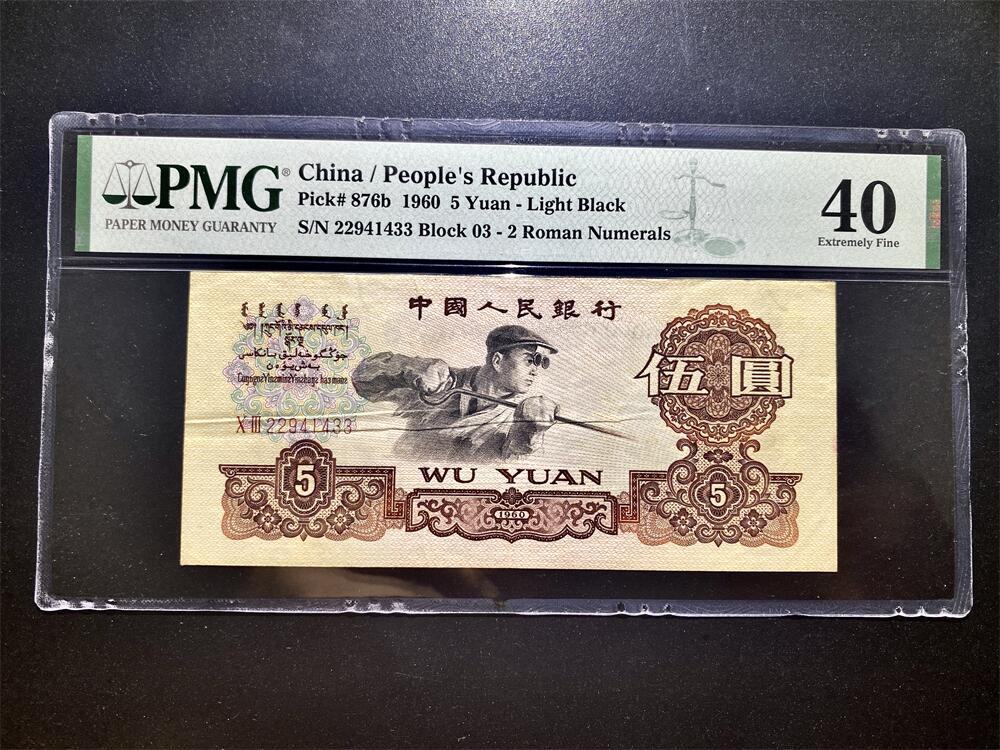 PMG®
PAPER MONEY GUARANTY
China / People's Republic
Pick# 876b 1960 5 Yuan - Light Black
S/N 22941433 Block 03 - 2 Roman Numerals
40
Extremely Fine
中國人民銀行
X III 22941433
伍圓
WU YUAN
5
1960
5